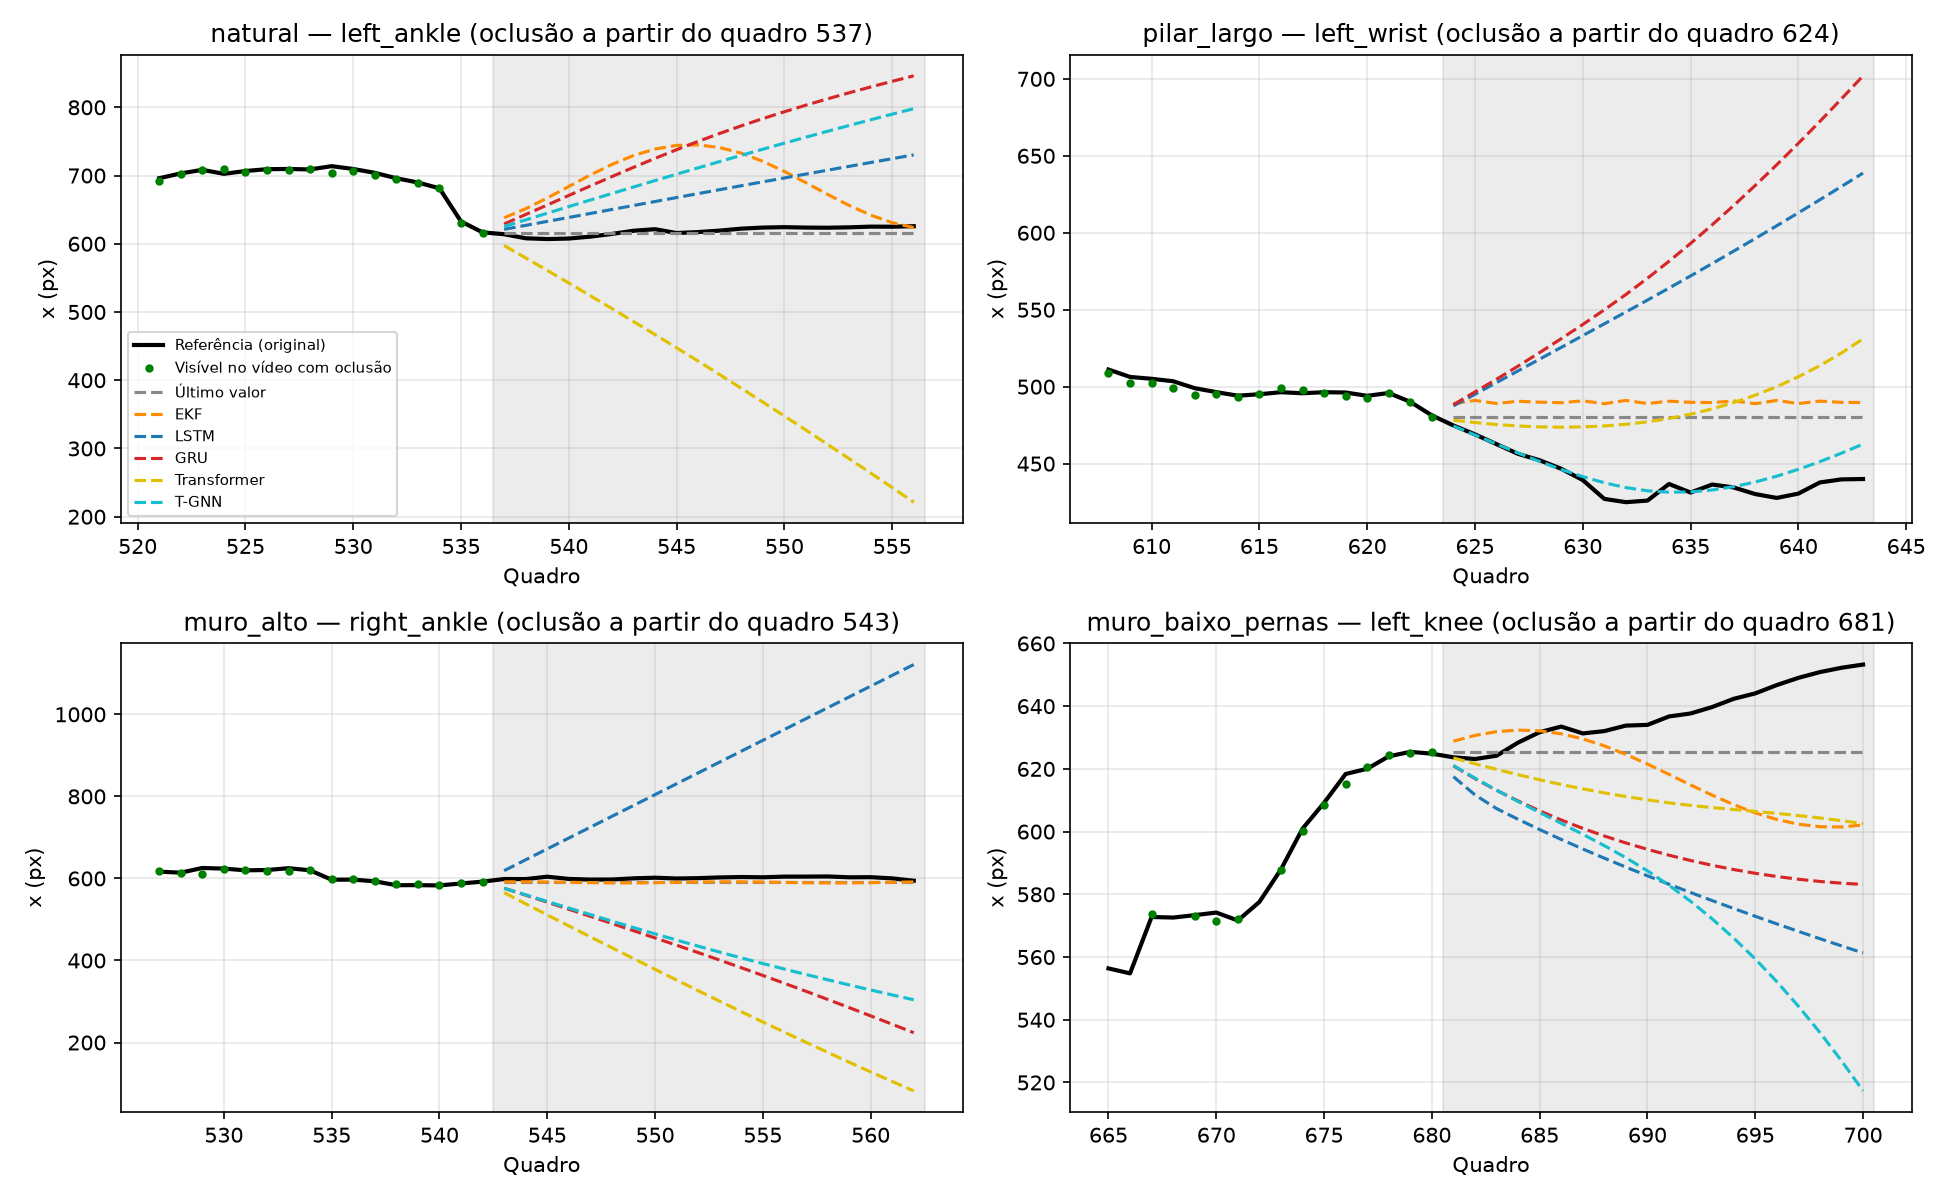 natural — left_ankle (oclusão a partir do quadro 537)
800
700
600
500
400
300
200
x (px)
Referência (original)
Visível no vídeo com oclusão
Último valor
EKF
LSTM
GRU
Transformer
T-GNN
520 525 530 535 540 545 550 555
Quadro
pilar_largo — left_wrist (oclusão a partir do quadro 624)
700
650
600
550
500
450
x (px)
610 615 620 625 630 635 640 645
Quadro
muro_alto — right_ankle (oclusão a partir do quadro 543)
1000
800
600
400
200
x (px)
530 535 540 545 550 555 560
Quadro
muro_baixo_pernas — left_knee (oclusão a partir do quadro 681)
660
640
620
600
580
560
540
520
x (px)
665 670 675 680 685 690 695 700
Quadro